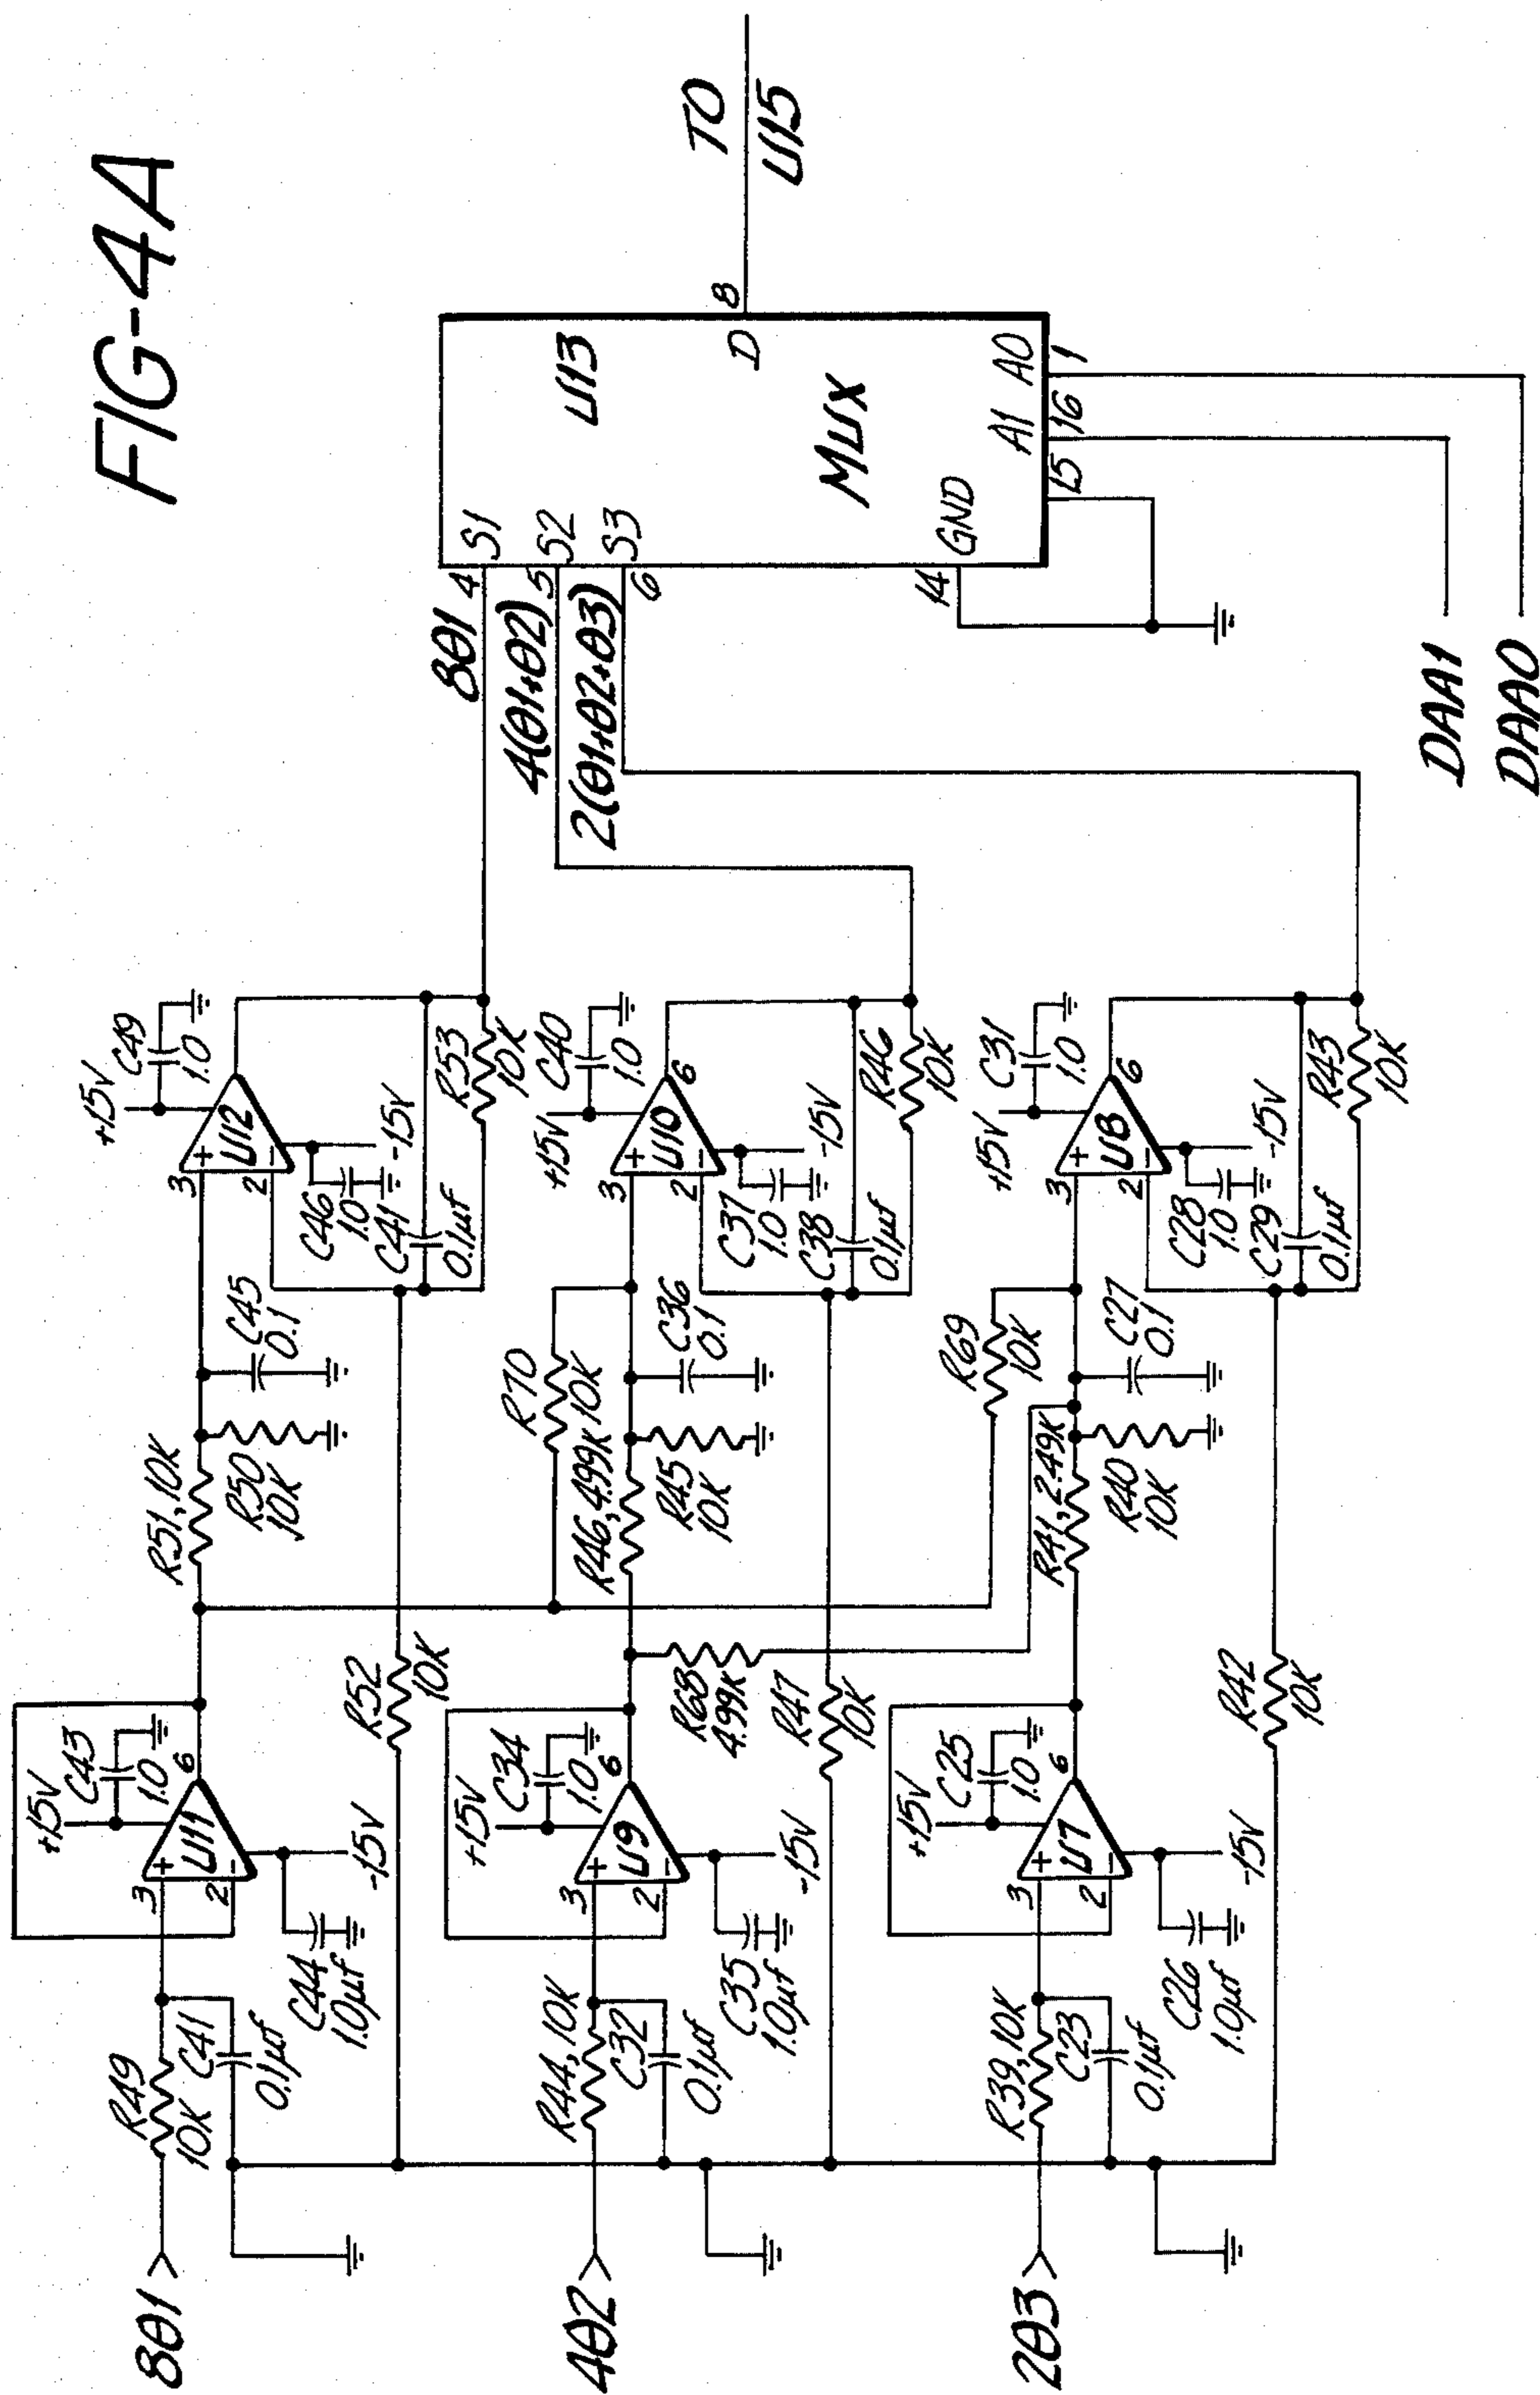 FIG-4A
8θ1
R49
10K
C41
0.1μf
3
2
+
-
U11
6
+15V
C43
1.0
C44
1.0μf
-15V
R51, 10K
R50
10K
C45
0.1
R52
10K
3
2
+
-
U12
+15V
C49
1.0
C46
1.0
-15V
C41
0.1μf
R53
10K
8θ1
4θ2
R44, 10K
C32
0.1μf
3
2
+
-
U9
6
+15V
C34
1.0
C35
1.0μf
-15V
R70
10K
R46, 4.99K
R45
10K
C36
0.1
R68
4.99K
R47
10K
3
2
+
-
U10
6
+15V
C40
1.0
C37
1.0
-15V
C38
0.1μf
R46
10K
4(θ1+θ2)
2θ3
R39, 10K
C23
0.1μf
3
2
+
-
U7
6
+15V
C25
1.0
C26
1.0μf
-15V
R69
10K
R41, 2.49K
R40
10K
C27
0.1
R42
10K
3
2
+
-
U8
6
+15V
C31
1.0
C28
1.0
-15V
C29
0.1μf
R43
10K
2(θ1+θ2+θ3)
4
S1
5
S2
6
S3
U13
MUX
D
8
TO
U15
14
GND
15
A1
16
A0
1
DAA1
DAA0